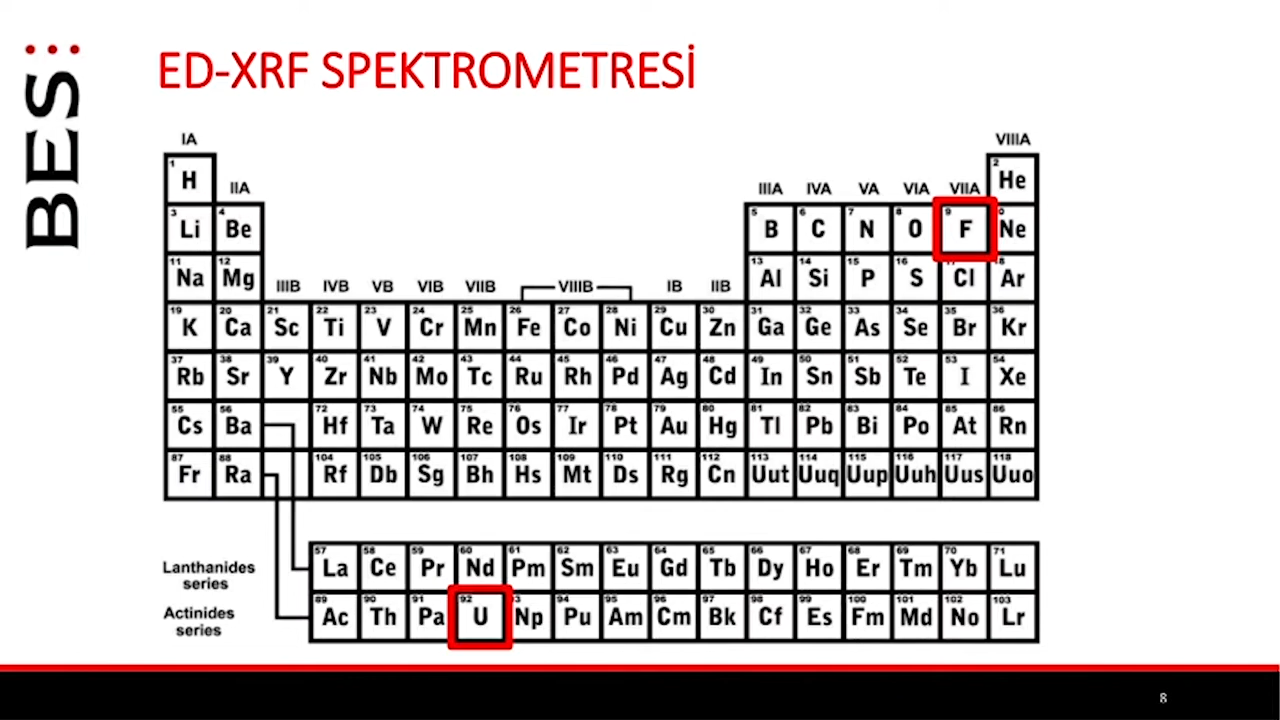 BES
ED-XRF SPEKTROMETRESİ
IA VIIIA
1 H 2 He
IIA IIIA IVA VA VIA VIIA
3 Li 4 Be 5 B 6 C 7 N 8 O 9 F 0 Ne
11 Na 12 Mg 13 Al 14 Si 15 P 16 S 17 Cl 18 Ar
IIIB IVB VB VIB VIIB VIIIB IB IIB
19 K 20 Ca 21 Sc 22 Ti 23 V 24 Cr 25 Mn 26 Fe 27 Co 28 Ni 29 Cu 30 Zn 31 Ga 32 Ge 33 As 34 Se 35 Br 36 Kr
37 Rb 38 Sr 39 Y 40 Zr 41 Nb 42 Mo 43 Tc 44 Ru 45 Rh 46 Pd 47 Ag 48 Cd 49 In 50 Sn 51 Sb 52 Te 53 I 54 Xe
55 Cs 56 Ba 72 Hf 73 Ta 74 W 75 Re 76 Os 77 Ir 78 Pt 79 Au 80 Hg 81 Tl 82 Pb 83 Bi 84 Po 85 At 86 Rn
87 Fr 88 Ra 104 Rf 105 Db 106 Sg 107 Bh 108 Hs 109 Mt 110 Ds 111 Rg 112 Cn 113 Uut 114 Uuq 115 Uup 116 Uuh 117 Uus 118 Uuo
Lanthanides series
57 La 58 Ce 59 Pr 60 Nd 61 Pm 62 Sm 63 Eu 64 Gd 65 Tb 66 Dy 67 Ho 68 Er 69 Tm 70 Yb 71 Lu
Actinides series
89 Ac 90 Th 91 Pa 92 U 93 Np 94 Pu 95 Am 96 Cm 97 Bk 98 Cf 99 Es 100 Fm 101 Md 102 No 103 Lr
8